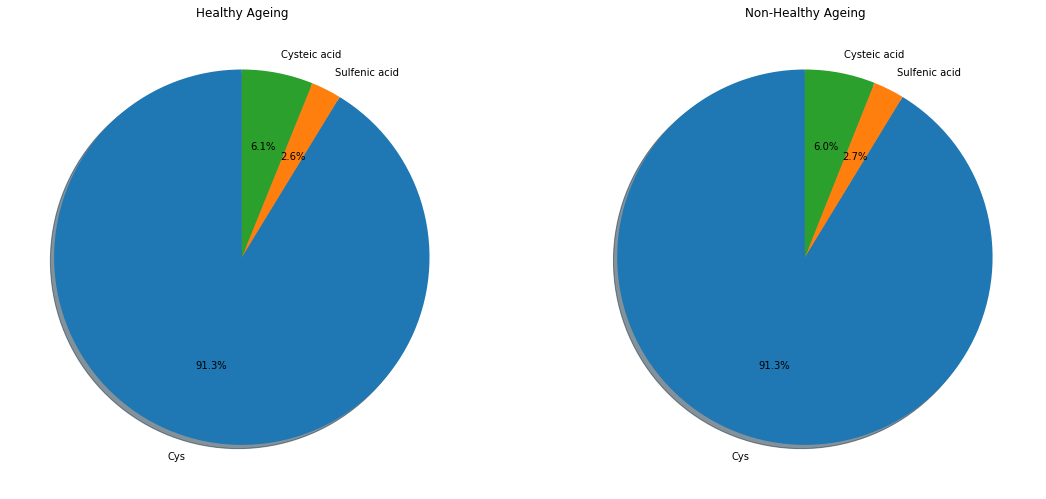 Healthy Ageing
Cysteic acid
Sulfenic acid
6.1%
2.6%
91.3%
Cys
Non-Healthy Ageing
Cysteic acid
Sulfenic acid
6.0%
2.7%
91.3%
Cys